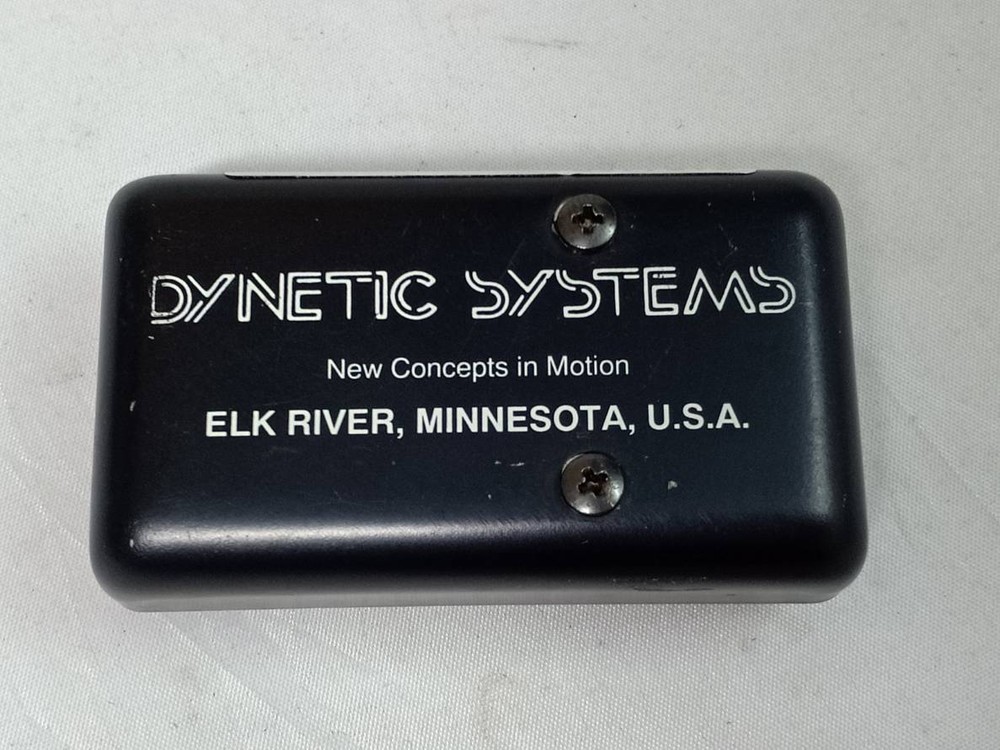 DYNETIC SYSTEMS
New Concepts in Motion
ELK RIVER, MINNESOTA, U.S.A.